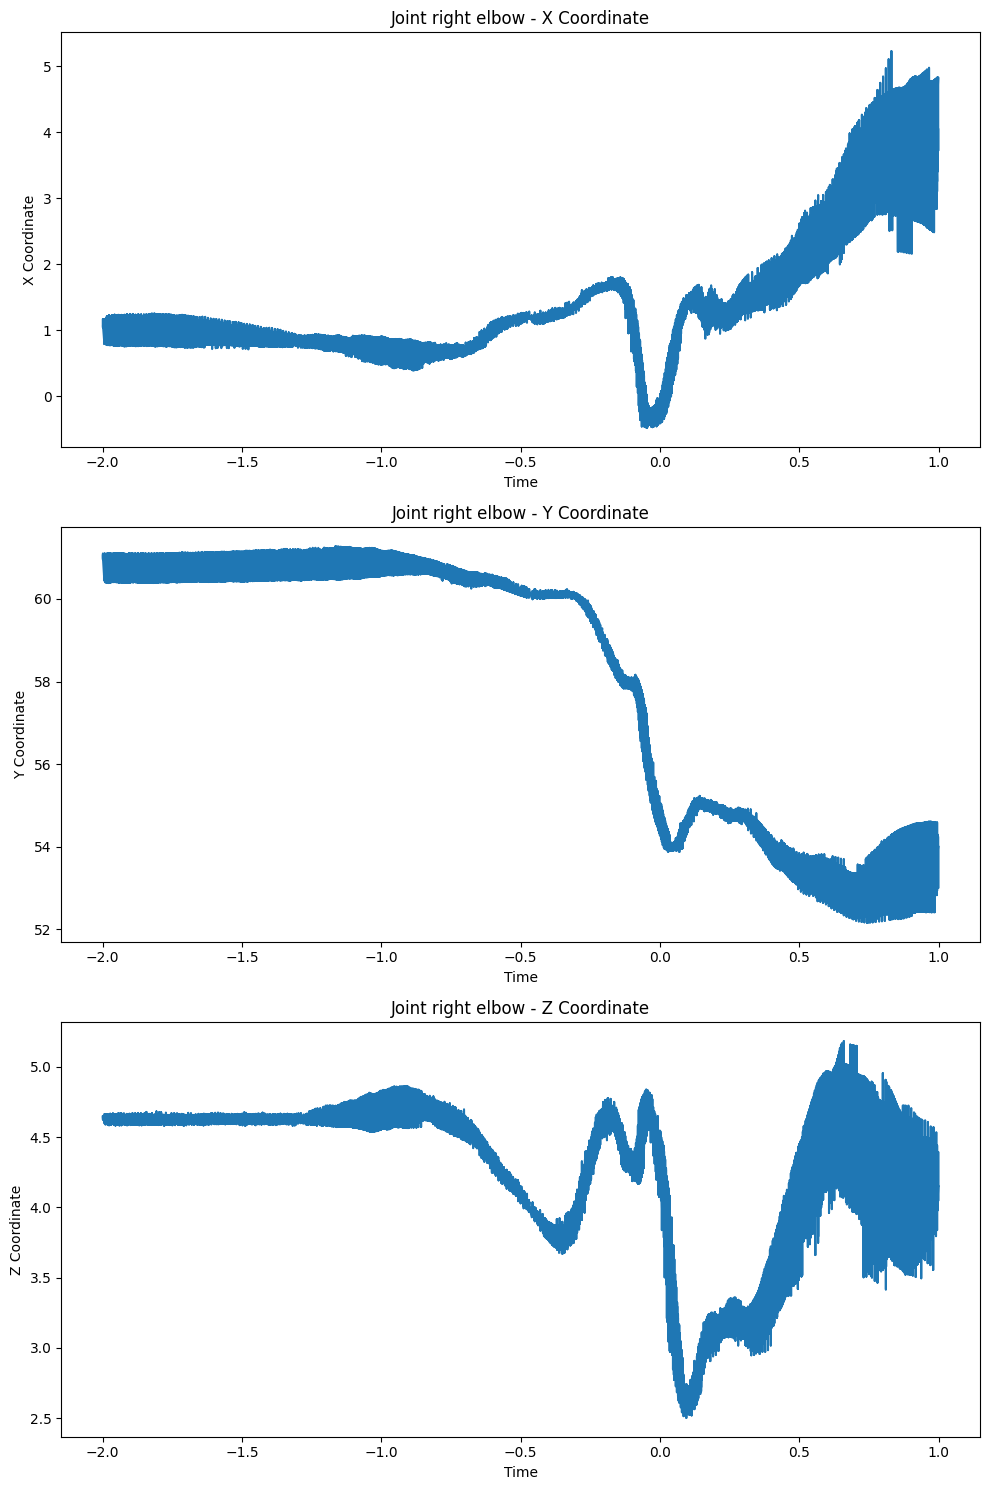 Joint right elbow - X Coordinate
X Coordinate
5
4
3
2
1
0
−2.0 −1.5 −1.0 −0.5 0.0 0.5 1.0
Time
Joint right elbow - Y Coordinate
Y Coordinate
60
58
56
54
52
−2.0 −1.5 −1.0 −0.5 0.0 0.5 1.0
Time
Joint right elbow - Z Coordinate
Z Coordinate
5.0
4.5
4.0
3.5
3.0
2.5
−2.0 −1.5 −1.0 −0.5 0.0 0.5 1.0
Time